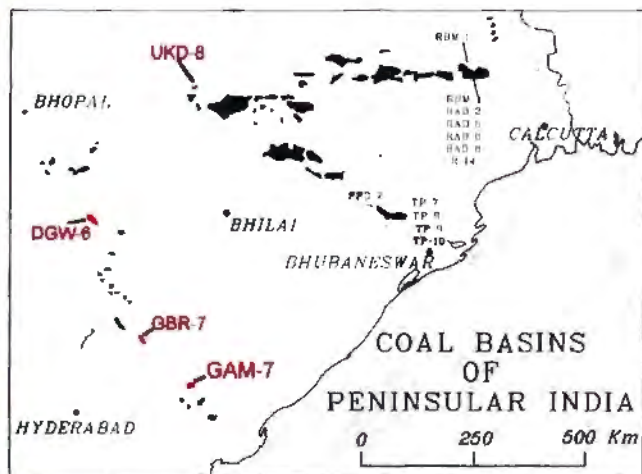 UKD-8
BHOPAL
CALCUTTA
DGW-6
BHILAI
TP-7
TP-8
TP-9
TP-10
BHUBANESWAR
GBR-7
GAM-7
HYDERABAD
COAL BASINS
OF
PENINSULAR INDIA
0 250 500 Km